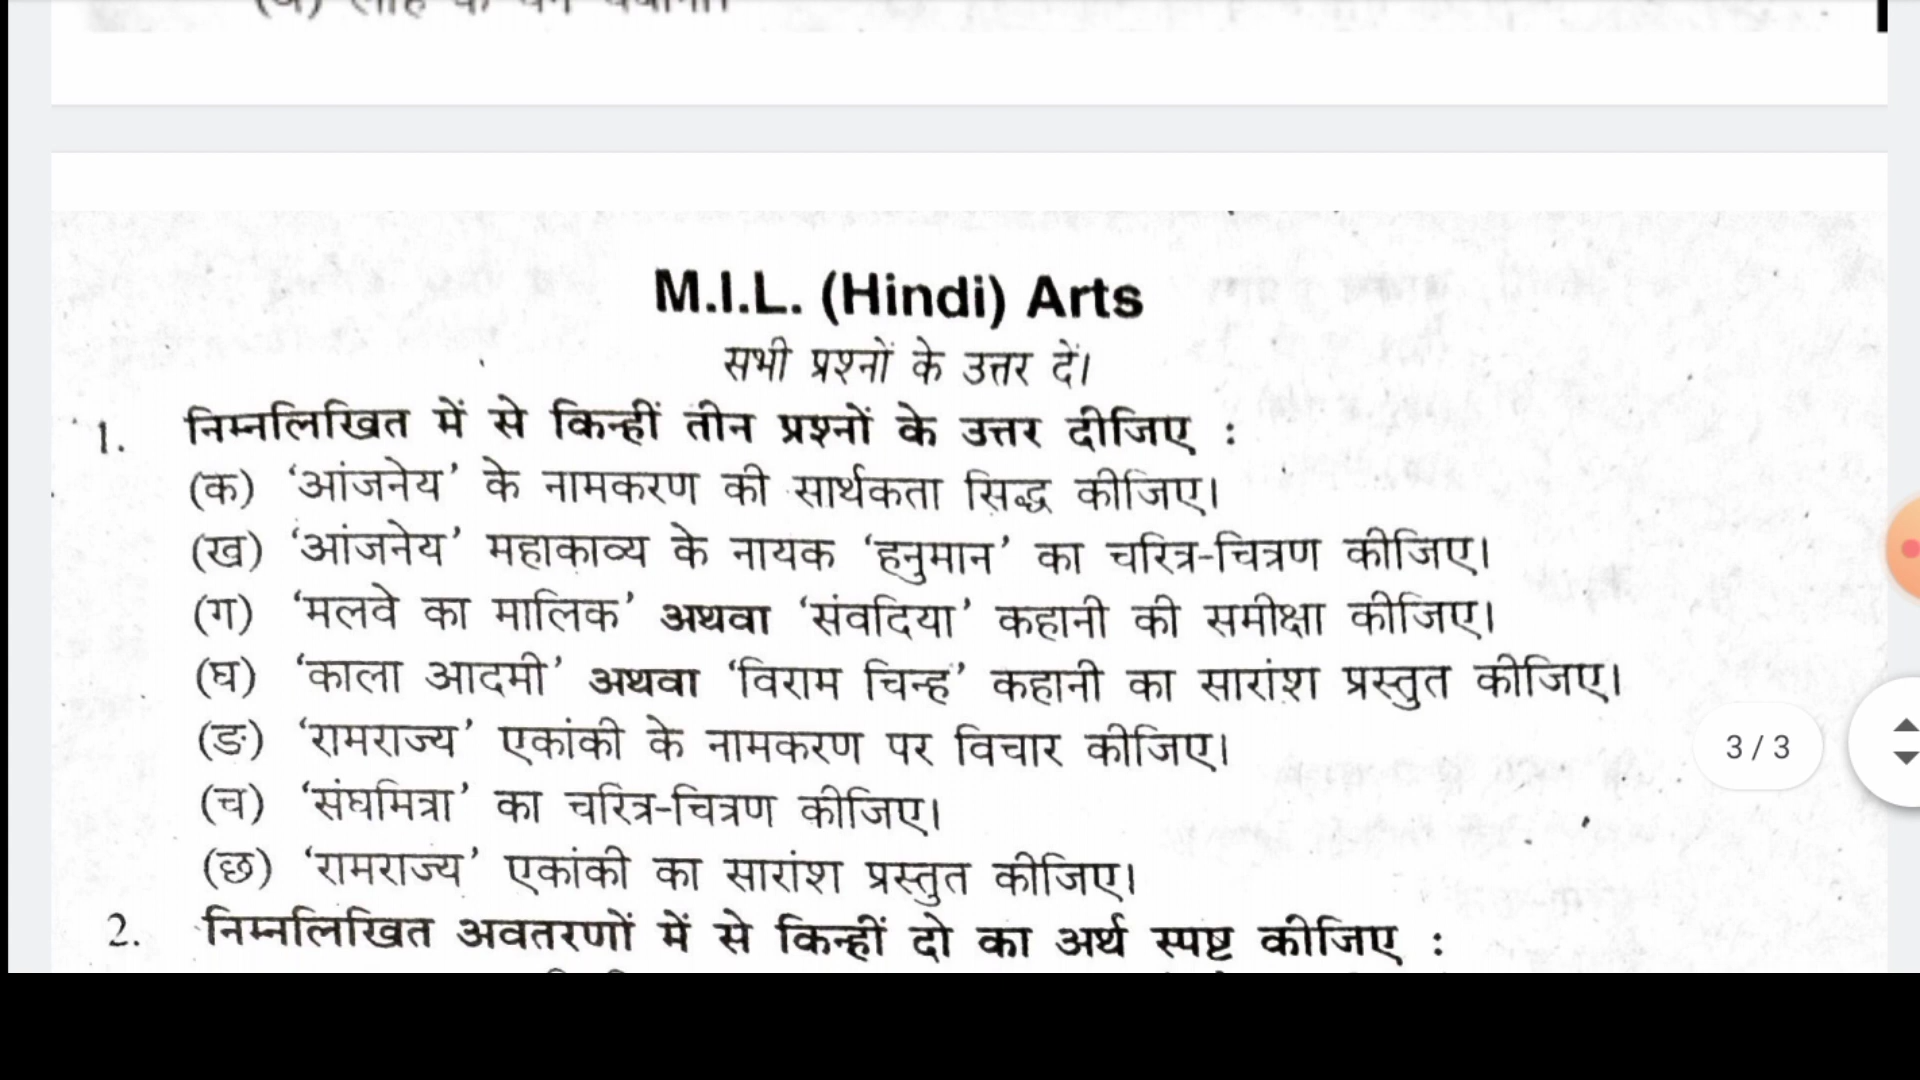 M.I.L. (Hindi) Arts
सभी प्रश्नों के उत्तर दें।
1. निम्नलिखित में से किन्हीं तीन प्रश्नों के उत्तर दीजिए :
(क) ‘आंजनेय’ के नामकरण की सार्थकता सिद्ध कीजिए।
(ख) ‘आंजनेय’ महाकाव्य के नायक ‘हनुमान’ का चरित्र-चित्रण कीजिए।
(ग) ‘मलवे का मालिक’ अथवा ‘संवदिया’ कहानी की समीक्षा कीजिए।
(घ) ‘काला आदमी’ अथवा ‘विराम चिन्ह’ कहानी का सारांश प्रस्तुत कीजिए।
(ङ) ‘रामराज्य’ एकांकी के नामकरण पर विचार कीजिए।
3 / 3
(च) ‘संघमित्रा’ का चरित्र-चित्रण कीजिए।
(छ) ‘रामराज्य’ एकांकी का सारांश प्रस्तुत कीजिए।
2. निम्नलिखित अवतरणों में से किन्हीं दो का अर्थ स्पष्ट कीजिए :